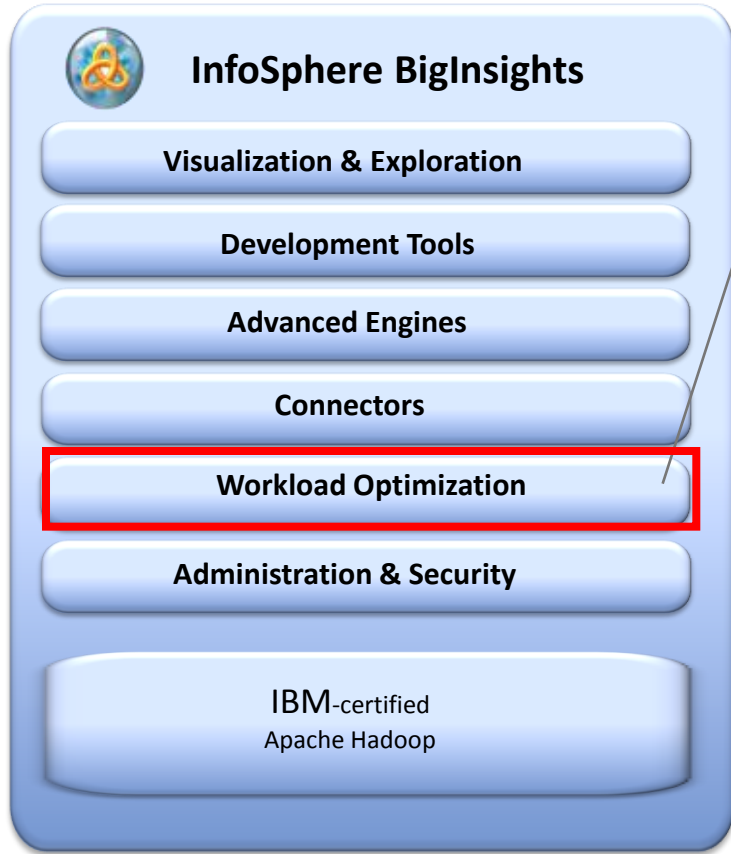 InfoSphere BigInsights
Visualization & Exploration
Development Tools
Advanced Engines
Connectors
Workload Optimization
Administration & Security
IBM-certified
Apache Hadoop